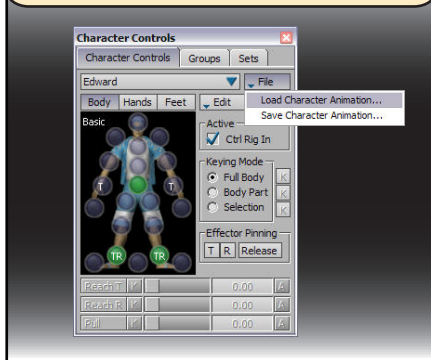 Character Controls
Character Controls Groups Sets
Edward File
Load Character Animation...
Save Character Animation...
Body Hands Feet Edit
Basic
Active
Ctrl Rig In
Keying Mode
Full Body K
Body Part K
Selection K
T T
Effector Pinning
T R Release
TR TR
Reach T K 0.00 A
Reach R K 0.00 A
Pull 0.00 A